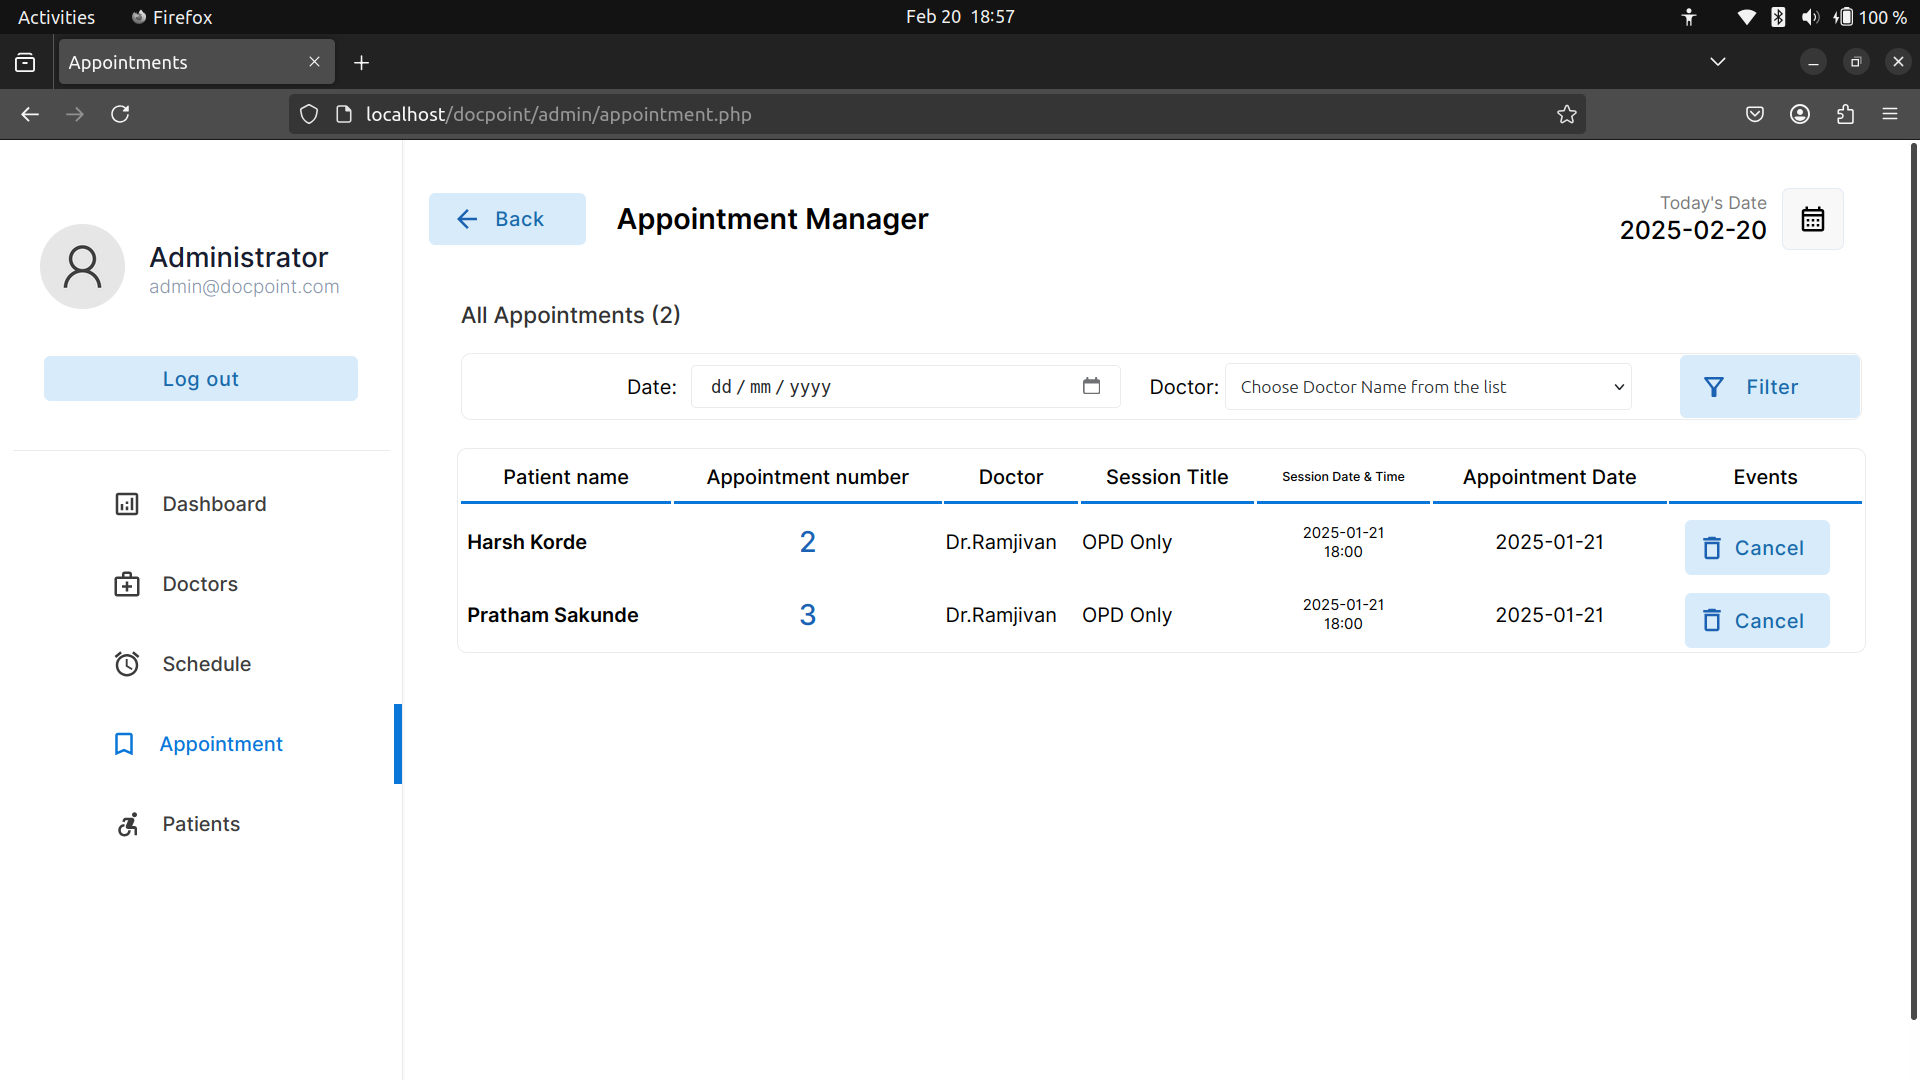 Activities Firefox Feb 20 18:57 100 %
Appointments
localhost/docpoint/admin/appointment.php
Administrator
admin@docpoint.com
Log out
Dashboard
Doctors
Schedule
Appointment
Patients
Back Appointment Manager
Today's Date
2025-02-20
All Appointments (2)
Date: dd / mm / yyyy Doctor: Choose Doctor Name from the list Filter
Patient name Appointment number Doctor Session Title Session Date & Time Appointment Date Events
Harsh Korde 2 Dr.Ramjivan OPD Only 2025-01-21 18:00 2025-01-21 Cancel
Pratham Sakunde 3 Dr.Ramjivan OPD Only 2025-01-21 18:00 2025-01-21 Cancel